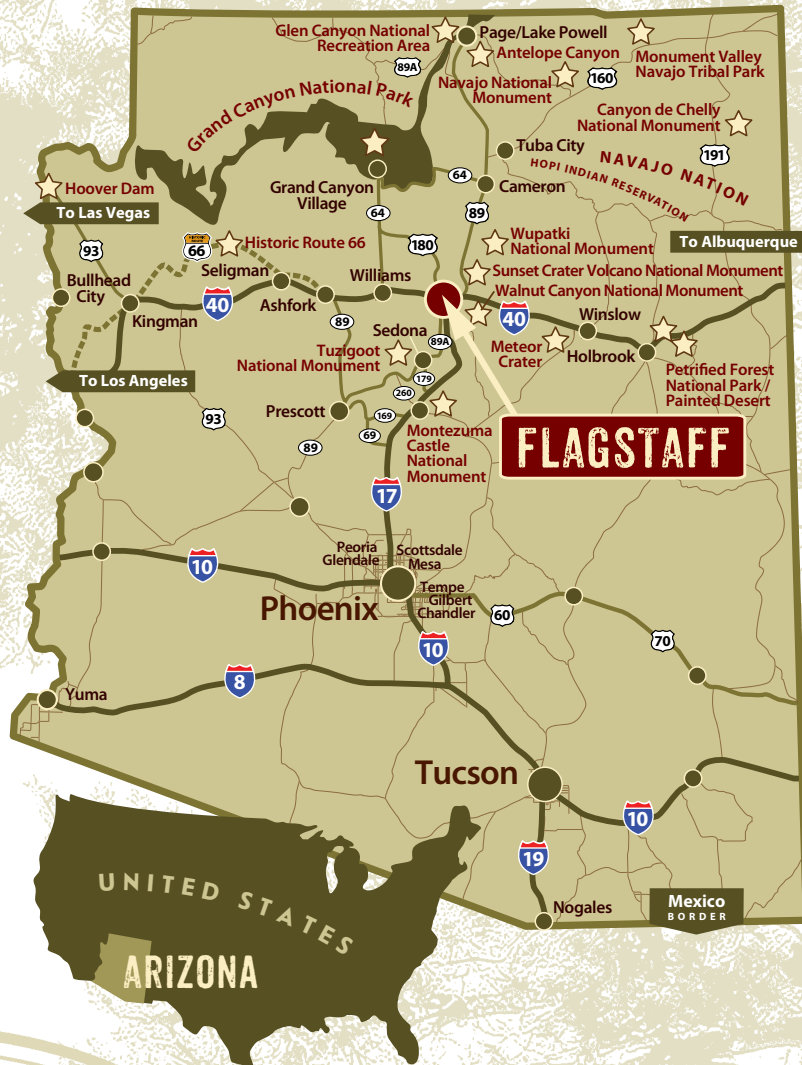 Glen Canyon National
Recreation Area
Page/Lake Powell
Antelope Canyon
Monument Valley
Navajo Tribal Park
89A
Navajo National
Monument
160
Grand Canyon National Park
Canyon de Chelly
National Monument
191
Tuba City
NAVAJO NATION
HOPI INDIAN RESERVATION
Hoover Dam
To Las Vegas
Grand Canyon
Village
64
Cameron
64
89
93
HISTORIC ROUTE
66
Historic Route 66
180
Wupatki
National Monument
To Albuquerque
Bullhead
City
Seligman
Williams
Sunset Crater Volcano National Monument
Walnut Canyon National Monument
Kingman
40
Ashfork
40
Winslow
89
Sedona
89A
Tuzigoot
National Monument
Meteor
Crater
Holbrook
To Los Angeles
179
260
Petrified Forest
National Park/
Painted Desert
93
Prescott
169
69
89
Montezuma
Castle
National
Monument
FLAGSTAFF
17
Peoria
Glendale
Scottsdale
Mesa
10
Phoenix
Tempe
Gilbert
Chandler
60
10
70
8
Yuma
Tucson
10
19
Nogales
Mexico
BORDER
UNITED STATES
ARIZONA